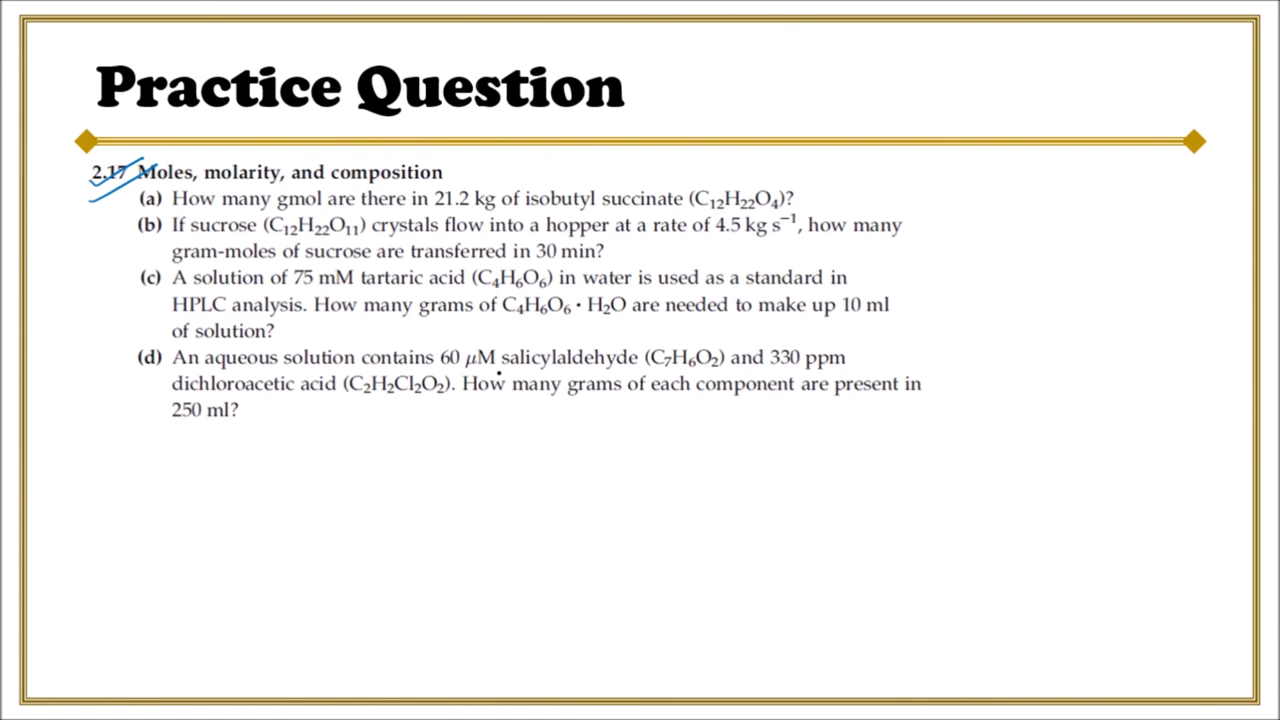 Practice Question
2.17 Moles, molarity, and composition
(a) How many gmol are there in 21.2 kg of isobutyl succinate (C₁₂H₂₂O₄)?
(b) If sucrose (C₁₂H₂₂O₁₁) crystals flow into a hopper at a rate of 4.5 kg s⁻¹, how many
gram-moles of sucrose are transferred in 30 min?
(c) A solution of 75 mM tartaric acid (C₄H₆O₆) in water is used as a standard in
HPLC analysis. How many grams of C₄H₆O₆ · H₂O are needed to make up 10 ml
of solution?
(d) An aqueous solution contains 60 μM salicylaldehyde (C₇H₆O₂) and 330 ppm
dichloroacetic acid (C₂H₂Cl₂O₂). How many grams of each component are present in
250 ml?